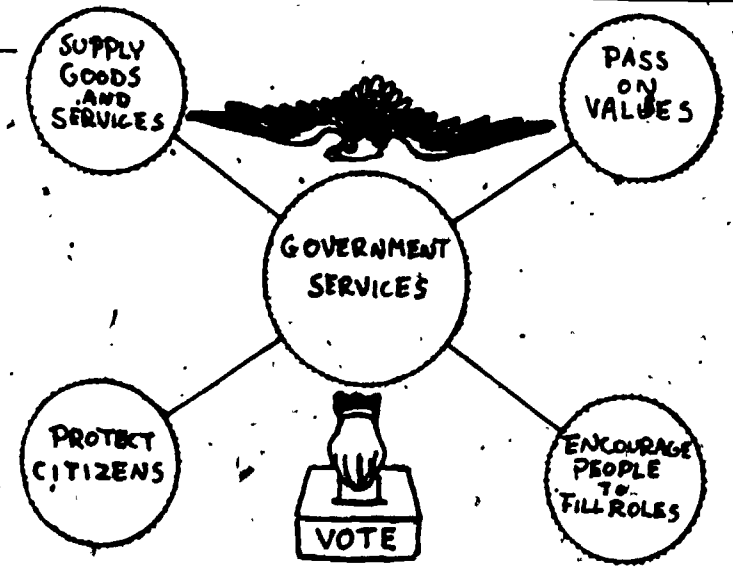 SUPPLY
GOODS
AND
SERVICES
PASS
ON
VALUES
GOVERNMENT
SERVICES
PROTECT
CITIZENS
ENCOURAGE
PEOPLE
TO
FILL ROLES
VOTE